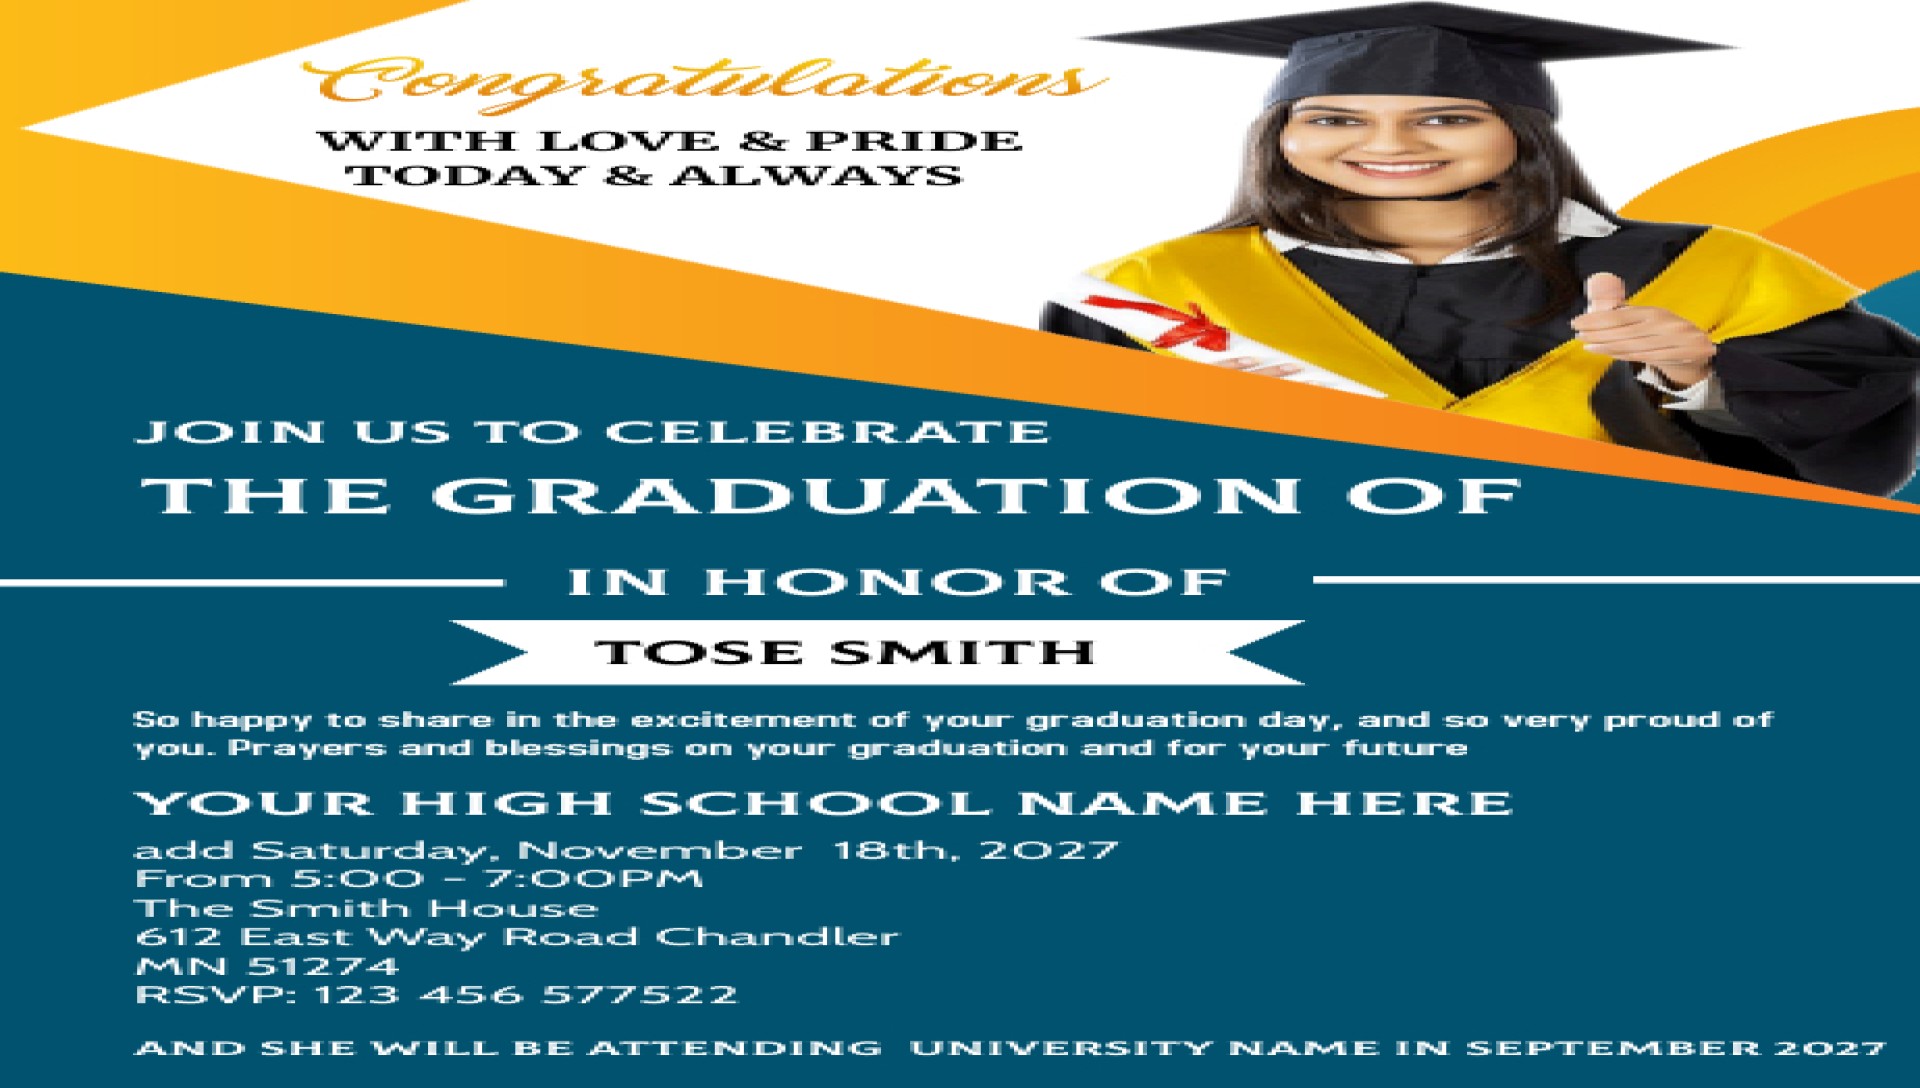 Congratulations
WITH LOVE & PRIDE
TODAY & ALWAYS
JOIN US TO CELEBRATE
THE GRADUATION OF
IN HONOR OF
TOSE SMITH
So happy to share in the excitement of your graduation day, and so very proud of
you. Prayers and blessings on your graduation and for your future
YOUR HIGH SCHOOL NAME HERE
add Saturday, November 18th, 2027
From 5:00 - 7:00PM
The Smith House
612 East Way Road Chandler
MN 51274
RSVP: 123 456 577522
AND SHE WILL BE ATTENDING UNIVERSITY NAME IN SEPTEMBER 2027